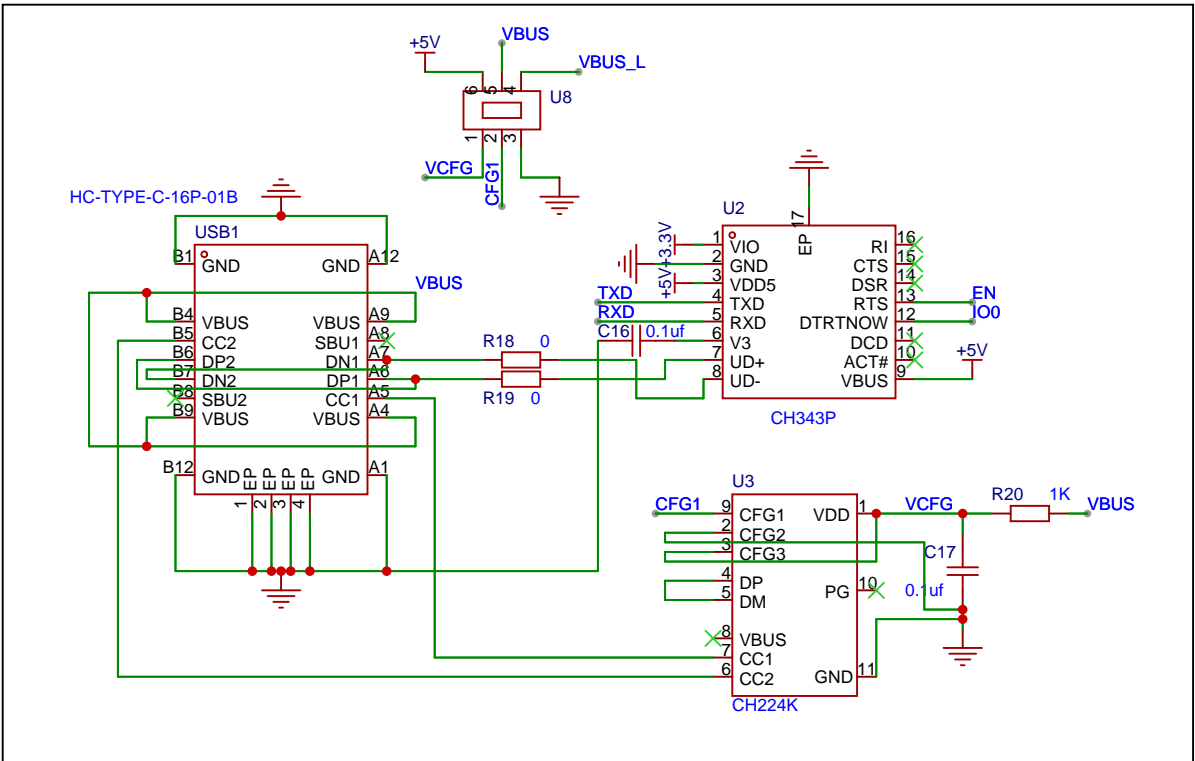 +5V
VBUS
VBUS_L
6 5 4
U8
1 2 3
VCFG
CFG1
HC-TYPE-C-16P-01B
USB1
B1 GND
GND A12
VBUS
B4 VBUS
VBUS A9
B5 CC2
SBU1 A8
B6 DP2
DN1 A7
B7 DN2
DP1 A6
B8 SBU2
CC1 A5
B9 VBUS
VBUS A4
B12 GND
GND A1
EP EP EP EP
1 2 3 4
R18 0
R19 0
C16 0.1uf
TXD
RXD
+3.3V
+5V
U2
17
EP
1 VIO
RI 16
2 GND
CTS 15
3 VDD5
DSR 14
4 TXD
RTS 13
EN
5 RXD
DTRTNOW 12
IO0
6 V3
DCD 11
7 UD+
ACT# 10
8 UD-
VBUS 9
+5V
CH343P
U3
CFG1
9 CFG1
VDD 1
VCFG
R20 1K
VBUS
2 CFG2
3 CFG3
C17
0.1uf
4 DP
PG 10
5 DM
8 VBUS
7 CC1
6 CC2
GND 11
CH224K